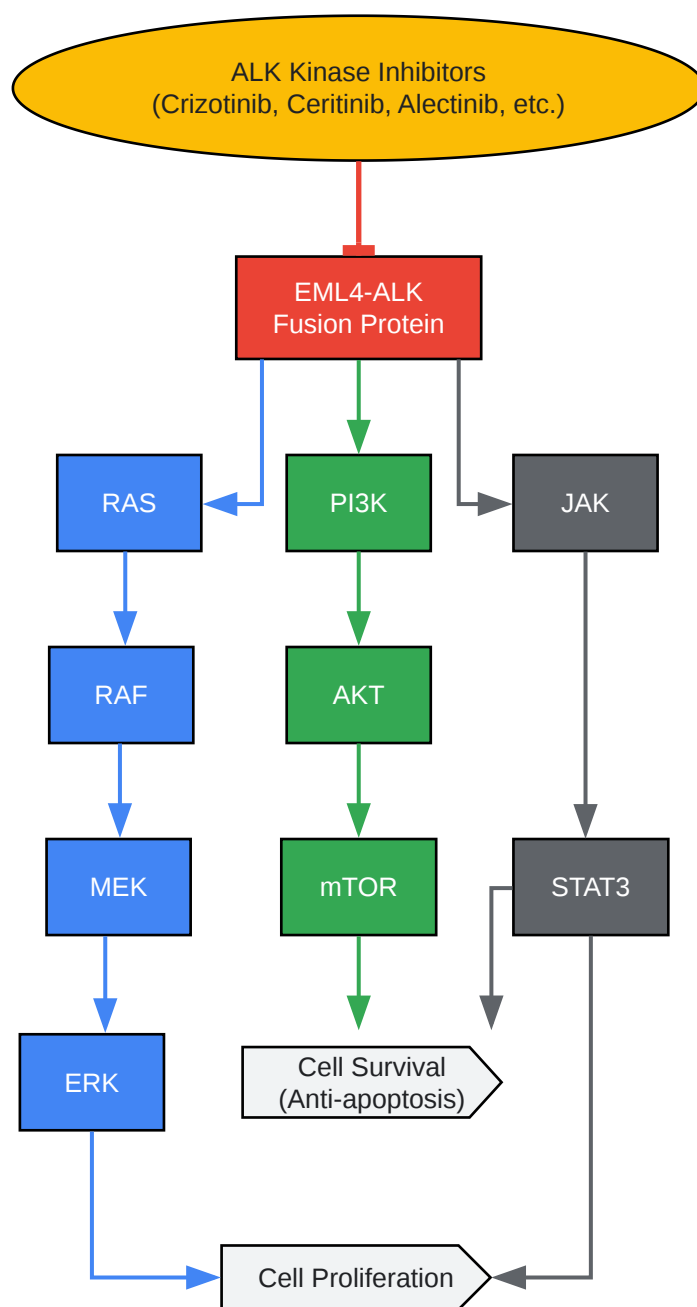 ALK Kinase Inhibitors
(Crizotinib, Ceritinib, Alectinib, etc.)
EML4-ALK
Fusion Protein
RAS
PI3K
JAK
RAF
AKT
MEK
mTOR
STAT3
Cell Survival
(Anti-apoptosis)
ERK
Cell Proliferation